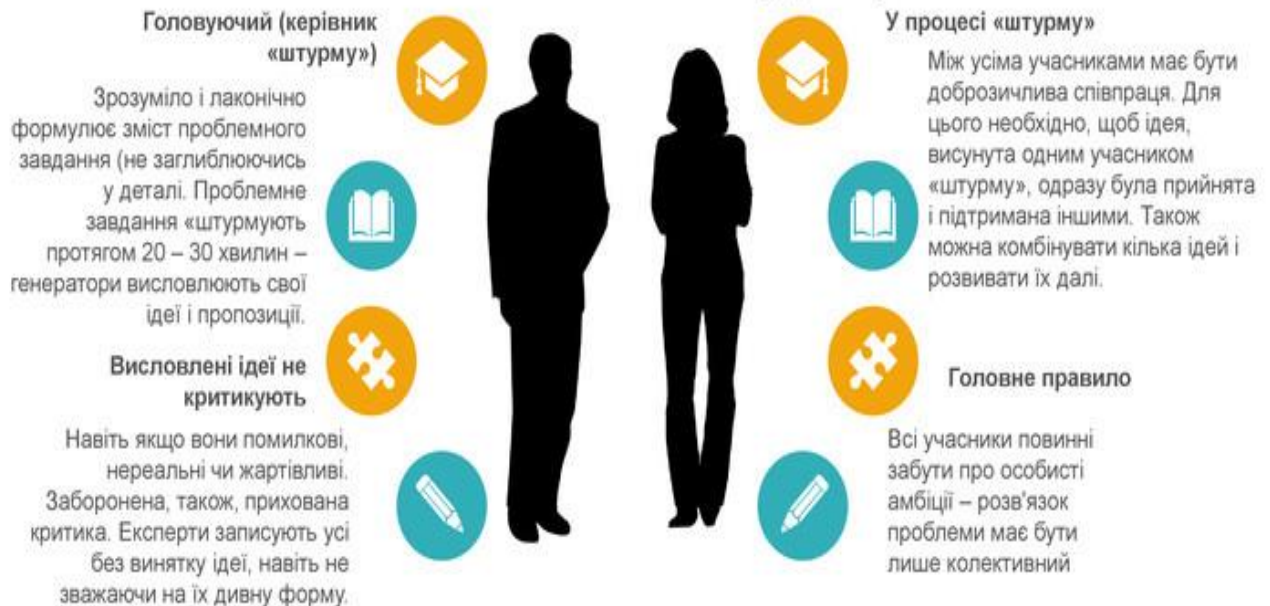 Головуючий (керівник
«штурму»)
Зрозуміло і лаконічно
формулює зміст проблемного
завдання (не заглиблюючись
у деталі. Проблемне
завдання «штурмують
протягом 20 – 30 хвилин –
генератори висловлюють свої
ідеї і пропозиції.
Висловлені ідеї не
критикують
Навіть якщо вони помилкові,
нереальні чи жартівливі.
Заборонена, також, прихована
критика. Експерти записують усі
без винятку ідеї, навіть не
зважаючи на їх дивну форму.
У процесі «штурму»
Між усіма учасниками має бути
доброзичлива співпраця. Для
цього необхідно, щоб ідея,
висунута одним учасником
«штурму», одразу була прийнята
і підтримана іншими. Також
можна комбінувати кілька ідей і
розвивати їх далі.
Головне правило
Всі учасники повинні
забути про особисті
амбіції – розв'язок
проблеми має бути
лише колективний